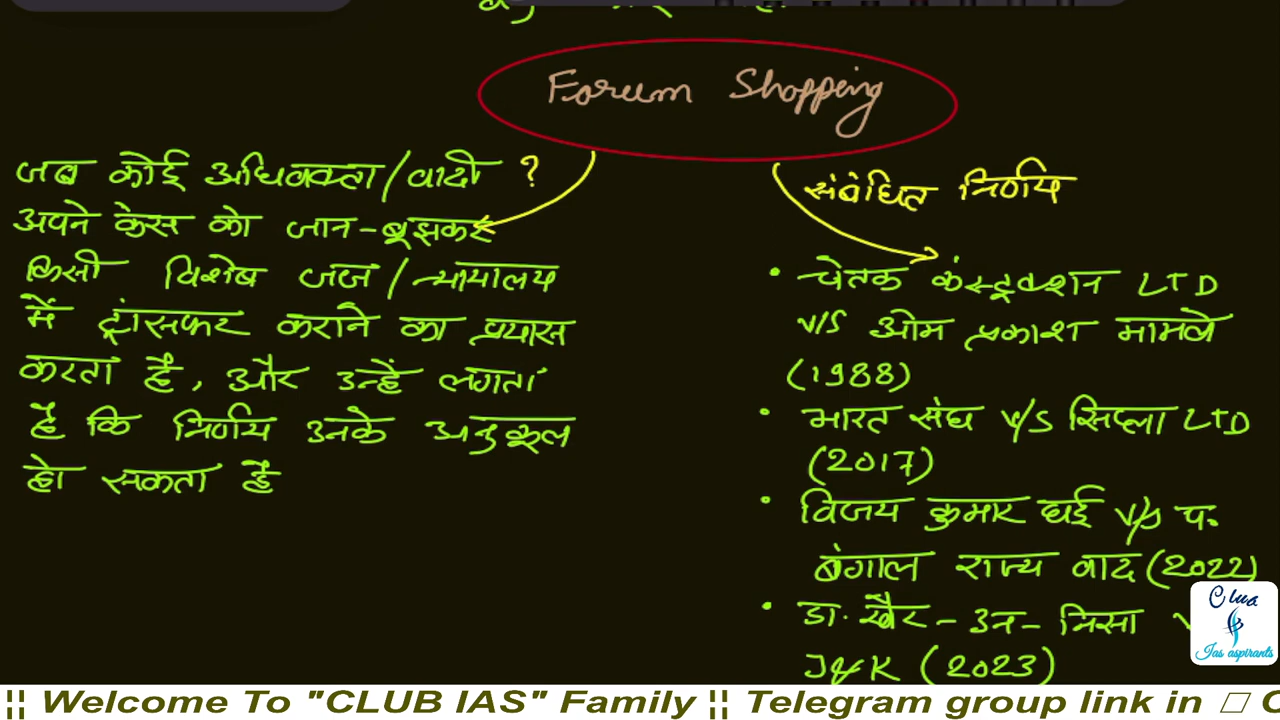 Forum Shopping
जब कोई अधिवक्ता/वादी ?
अपने केस को जान-बूझकर
किसी विशेष जज/न्यायालय
में ट्रांसफर कराने का प्रयास
करता है, और उन्हें लगता
है कि निर्णय उनके अनुकूल
हो सकता है
संबंधित निर्णय
• चेतक कंस्ट्रक्शन LTD
v/s ओम प्रकाश मामले
(1988)
• भारत संघ v/s सिप्ला LTD
(2017)
• विजय कुमार घई v/s प.
बंगाल राज्य वाद (2022)
• डा. खैर-उन-निसा
J&K (2023)
Club
Ias aspirants
¦¦ Welcome To "CLUB IAS" Family ¦¦ Telegram group link in □